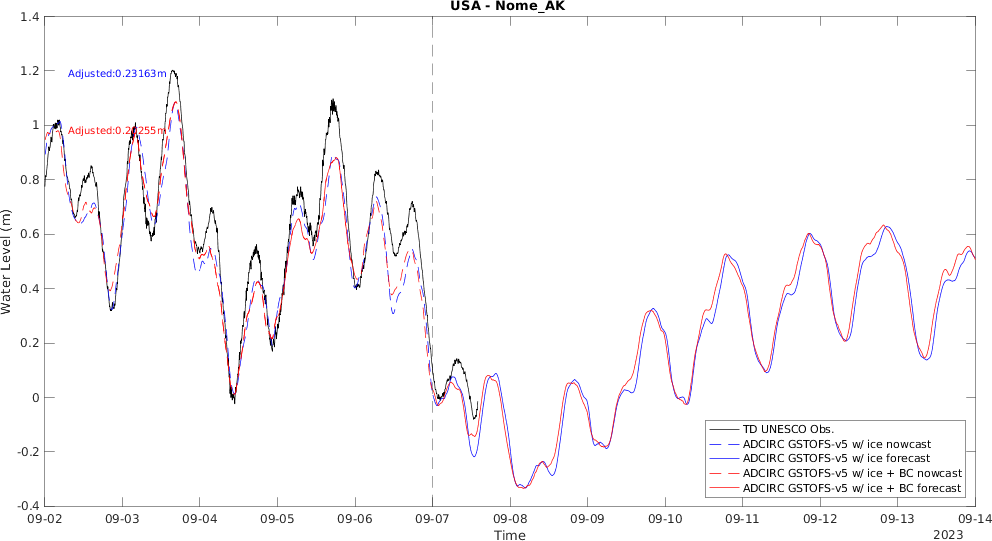 USA - Nome_AK
1.4
1.2
1
0.8
0.6
0.4
0.2
0
-0.2
-0.4
Water Level (m)
Adjusted:0.23163m
09-02 09-03 09-04 09-05 09-06 09-07 09-08 09-09 09-10 09-11 09-12 09-13 09-14
Time
2023
TD UNESCO Obs.
ADCIRC GSTOFS-v5 w/ ice nowcast
ADCIRC GSTOFS-v5 w/ ice forecast
ADCIRC GSTOFS-v5 w/ ice + BC nowcast
ADCIRC GSTOFS-v5 w/ ice + BC forecast